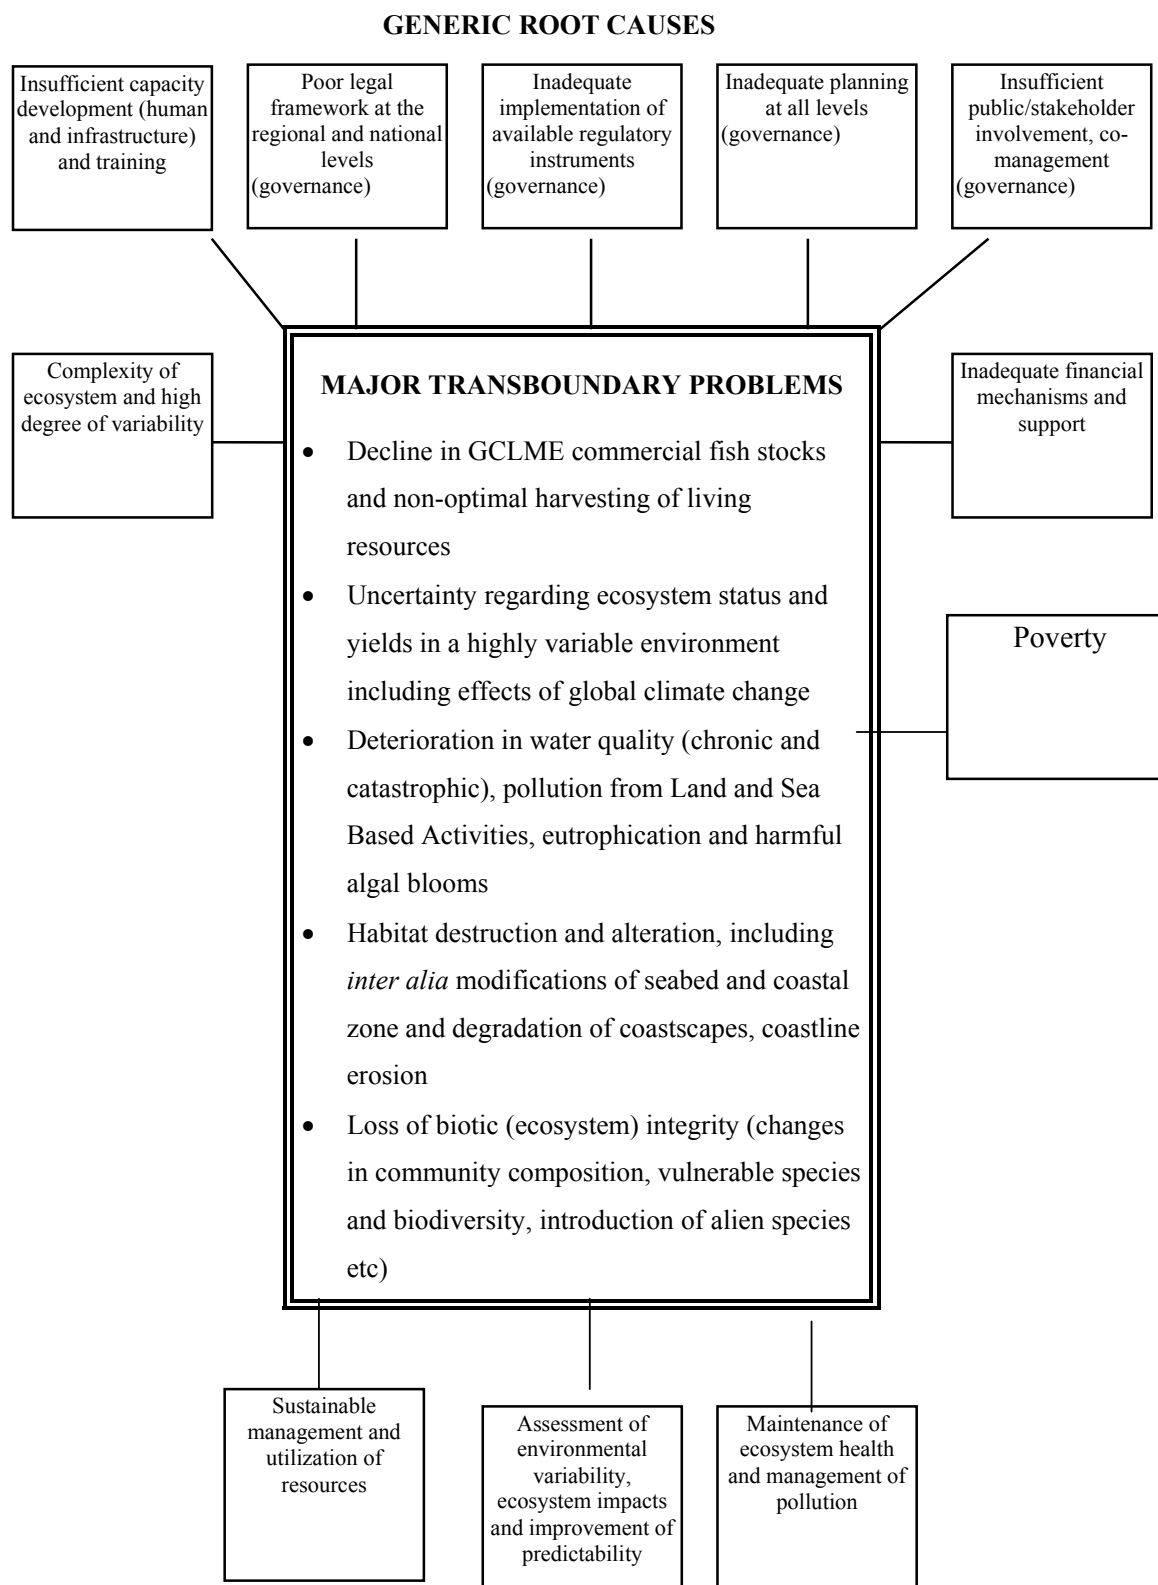 GENERIC ROOT CAUSES
Insufficient capacity
development (human
and infrastructure)
and training
Poor legal
framework at the
regional and national
levels
(governance)
Inadequate
implementation of
available regulatory
instruments
(governance)
Inadequate planning
at all levels
(governance)
Insufficient
public/stakeholder
involvement, co-
management
(governance)
Complexity of
ecosystem and high
degree of variability
Inadequate financial
mechanisms and
support
Poverty
MAJOR TRANSBOUNDARY PROBLEMS
• Decline in GCLME commercial fish stocks
and non-optimal harvesting of living
resources
• Uncertainty regarding ecosystem status and
yields in a highly variable environment
including effects of global climate change
• Deterioration in water quality (chronic and
catastrophic), pollution from Land and Sea
Based Activities, eutrophication and harmful
algal blooms
• Habitat destruction and alteration, including
inter alia modifications of seabed and coastal
zone and degradation of coastscapes, coastline
erosion
• Loss of biotic (ecosystem) integrity (changes
in community composition, vulnerable species
and biodiversity, introduction of alien species
etc)
Sustainable
management and
utilization of
resources
Assessment of
environmental
variability,
ecosystem impacts
and improvement of
predictability
Maintenance of
ecosystem health
and management of
pollution